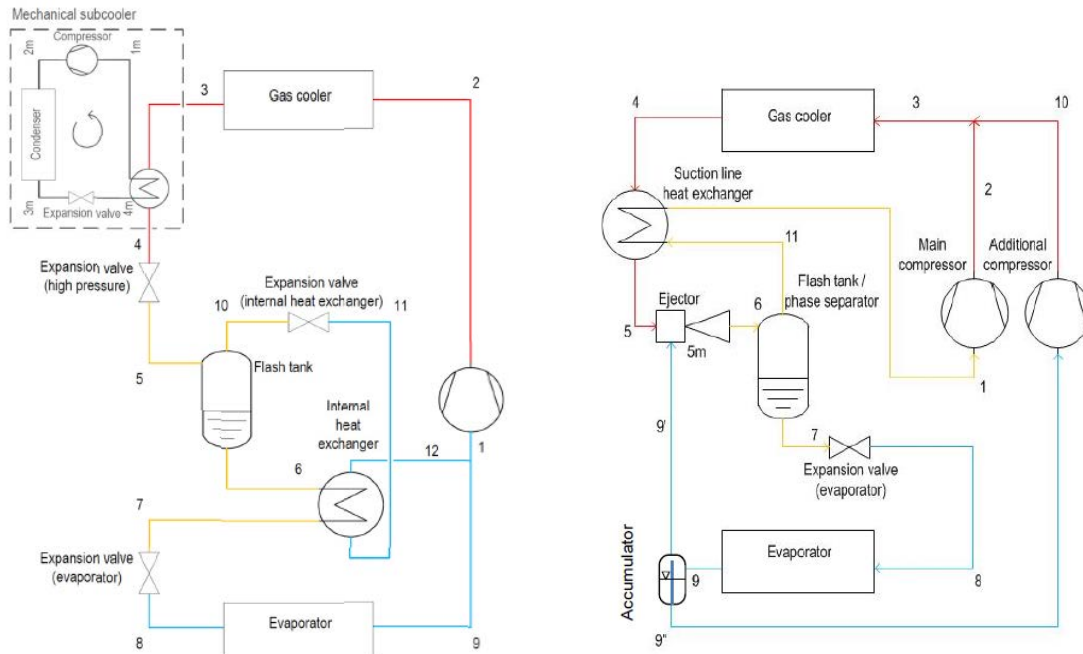 Mechanical subcooler
2m
Compressor
1m
Condenser
3m
Expansion valve
4m
3
Gas cooler
2
4
Expansion valve
(high pressure)
5
10
Expansion valve
(internal heat exchanger)
11
Flash tank
Internal
heat
exchanger
12
1
6
7
Expansion valve
(evaporator)
8
Evaporator
9
4
Gas cooler
3
10
Suction line
heat exchanger
2
11
Main
compressor
Additional
compressor
Flash tank /
phase separator
Ejector
6
5
5m
1
9'
7
Expansion valve
(evaporator)
Accumulator
9
Evaporator
8
9"